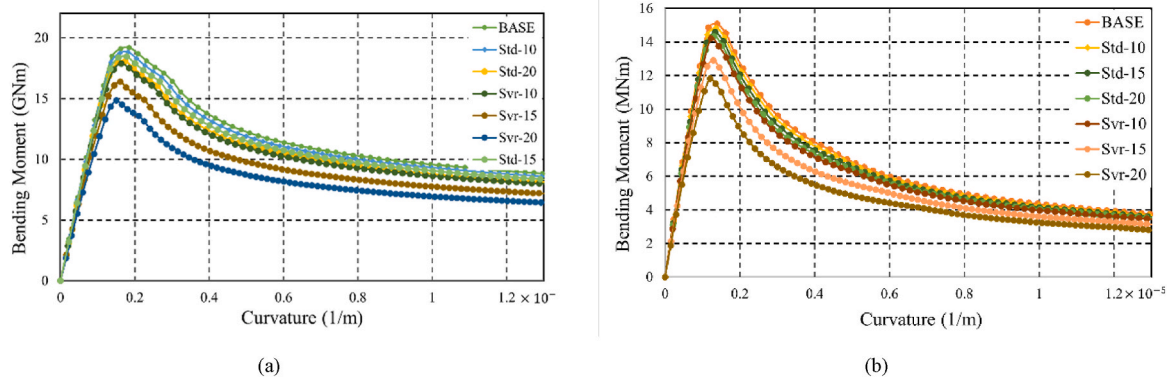 Bending Moment (GNm)
20
15
10
5
0
0
0.2
0.4
0.6
0.8
1
1.2 × 10⁻
Curvature (1/m)
BASE
Std-10
Std-20
Svr-10
Svr-15
Svr-20
Std-15
(a)
Bending Moment (MNm)
16
14
12
10
8
6
4
2
0
0
0.2
0.4
0.6
0.8
1
1.2 × 10⁻⁵
Curvature (1/m)
BASE
Std-10
Std-15
Std-20
Svr-10
Svr-15
Svr-20
(b)